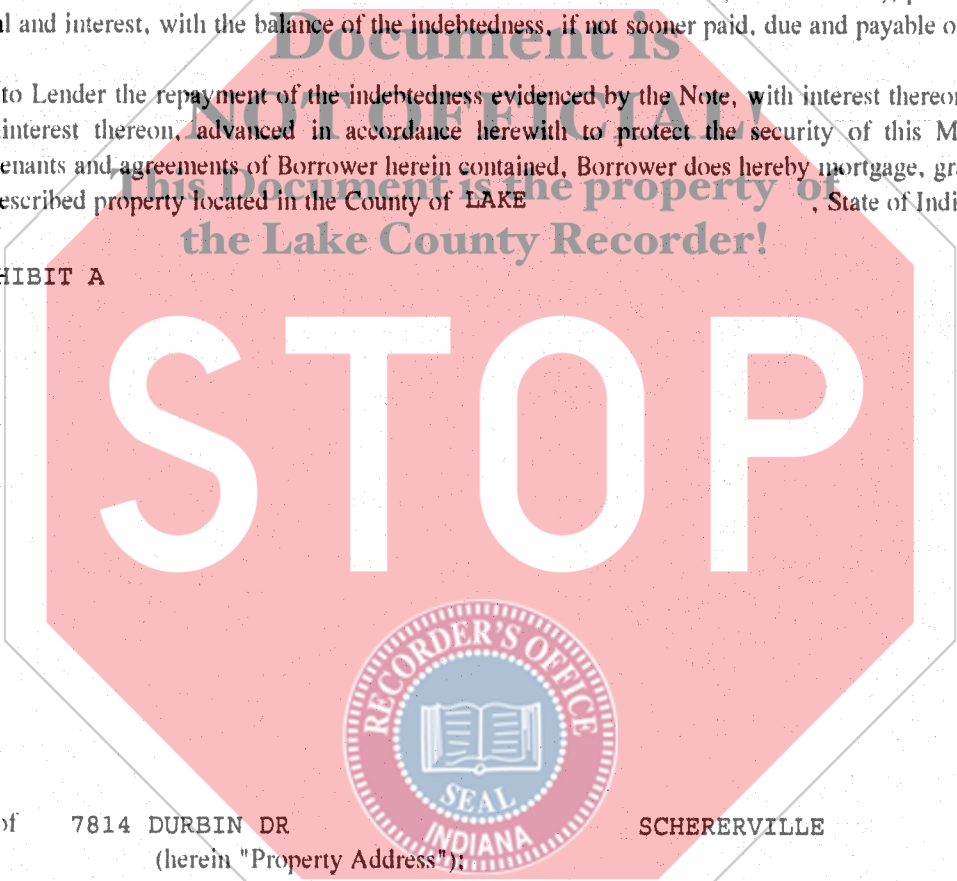 l and interest, with the balance of the indebtedness, if not sooner paid, due and payable o
Document is
to Lender the repayment of the indebtedness evidenced by the Note, with interest thereon
NOT OFFICIAL!
interest thereon, advanced in accordance herewith to protect the security of this M
enants and agreements of Borrower herein contained, Borrower does hereby mortgage, gra
This Document is the property of
escribed property located in the County of LAKE , State of Indi
the Lake County Recorder!
HIBIT A
STOP
RECORDER'S OFFICE
SEAL
INDIANA
of 7814 DURBIN DR SCHERERVILLE
(herein "Property Address");